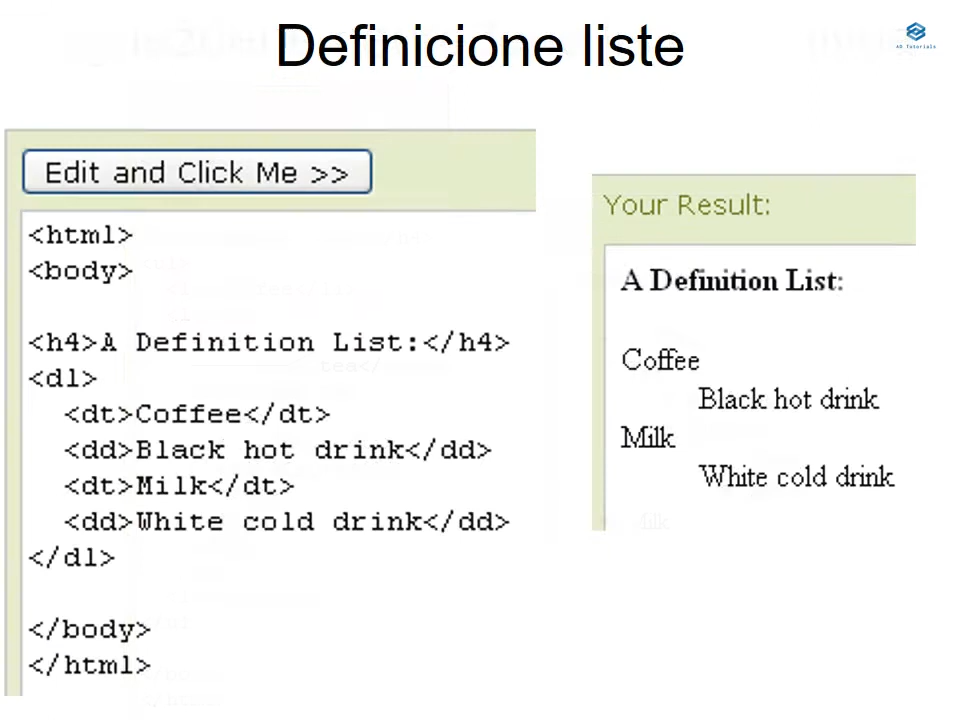 Definicione liste
AD Tutorials
Edit and Click Me >>
<html>
<body>
<h4>A Definition List:</h4>
<dl>
<dt>Coffee</dt>
<dd>Black hot drink</dd>
<dt>Milk</dt>
<dd>White cold drink</dd>
</dl>
</body>
</html>
Your Result:
A Definition List:
Coffee
Black hot drink
Milk
White cold drink